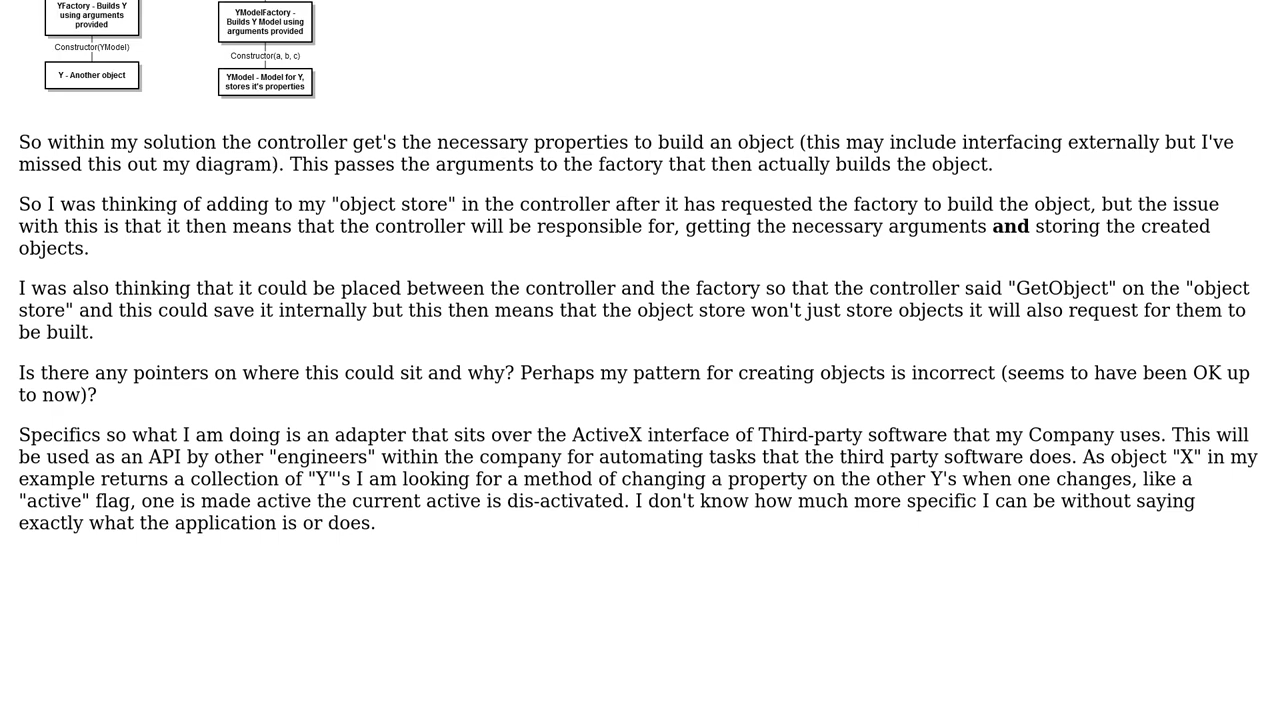 YFactory - Builds Y
using arguments
provided
Constructor(YModel)
Y - Another object
YModelFactory -
Builds Y Model using
arguments provided
Constructor(a, b, c)
YModel - Model for Y,
stores it's properties
So within my solution the controller get's the necessary properties to build an object (this may include interfacing externally but I've
missed this out my diagram). This passes the arguments to the factory that then actually builds the object.
So I was thinking of adding to my "object store" in the controller after it has requested the factory to build the object, but the issue
with this is that it then means that the controller will be responsible for, getting the necessary arguments and storing the created
objects.
I was also thinking that it could be placed between the controller and the factory so that the controller said "GetObject" on the "object
store" and this could save it internally but this then means that the object store won't just store objects it will also request for them to
be built.
Is there any pointers on where this could sit and why? Perhaps my pattern for creating objects is incorrect (seems to have been OK up
to now)?
Specifics so what I am doing is an adapter that sits over the ActiveX interface of Third-party software that my Company uses. This will
be used as an API by other "engineers" within the company for automating tasks that the third party software does. As object "X" in my
example returns a collection of "Y"'s I am looking for a method of changing a property on the other Y's when one changes, like a
"active" flag, one is made active the current active is dis-activated. I don't know how much more specific I can be without saying
exactly what the application is or does.